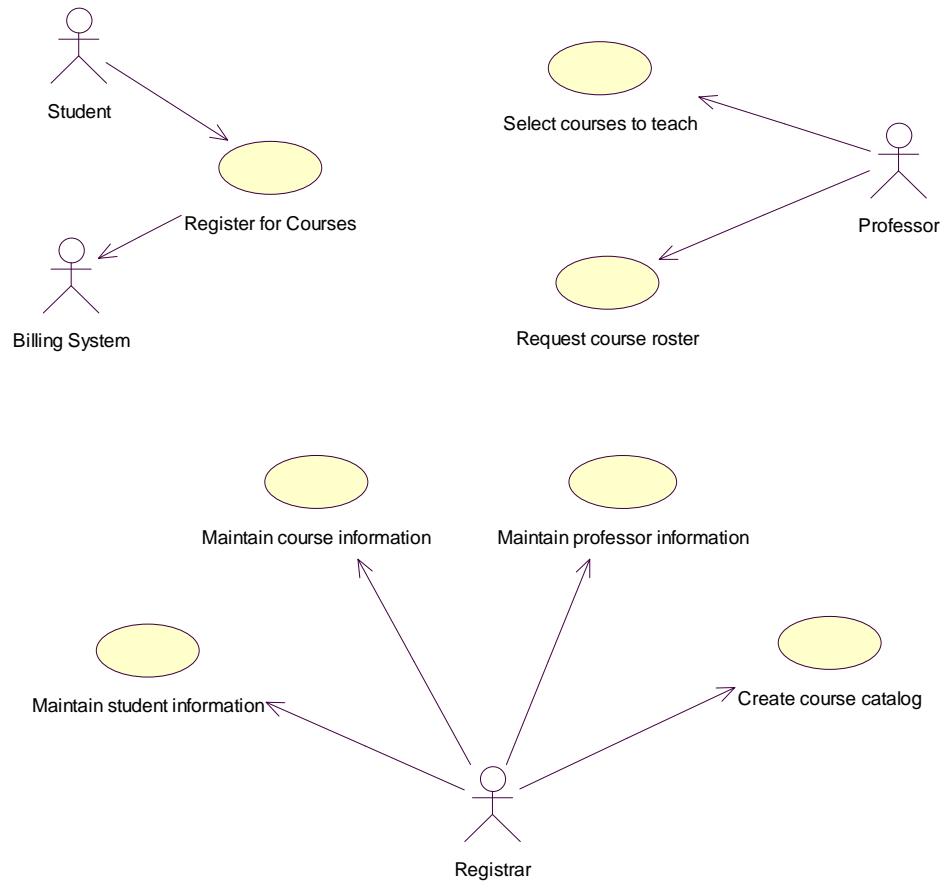 Student
Select courses to teach
Register for Courses
Professor
Billing System
Request course roster
Maintain course information
Maintain professor information
Maintain student information
Create course catalog
Registrar